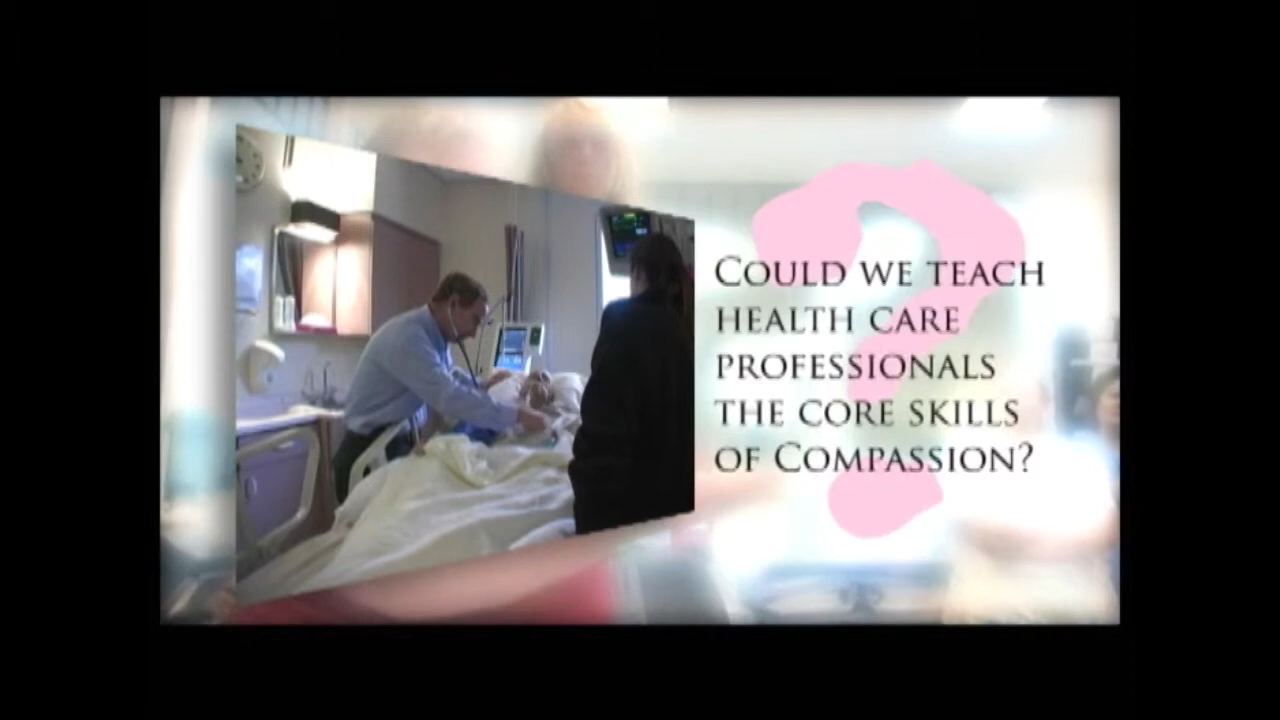 Could we teach
health care
professionals
the core skills
of Compassion?